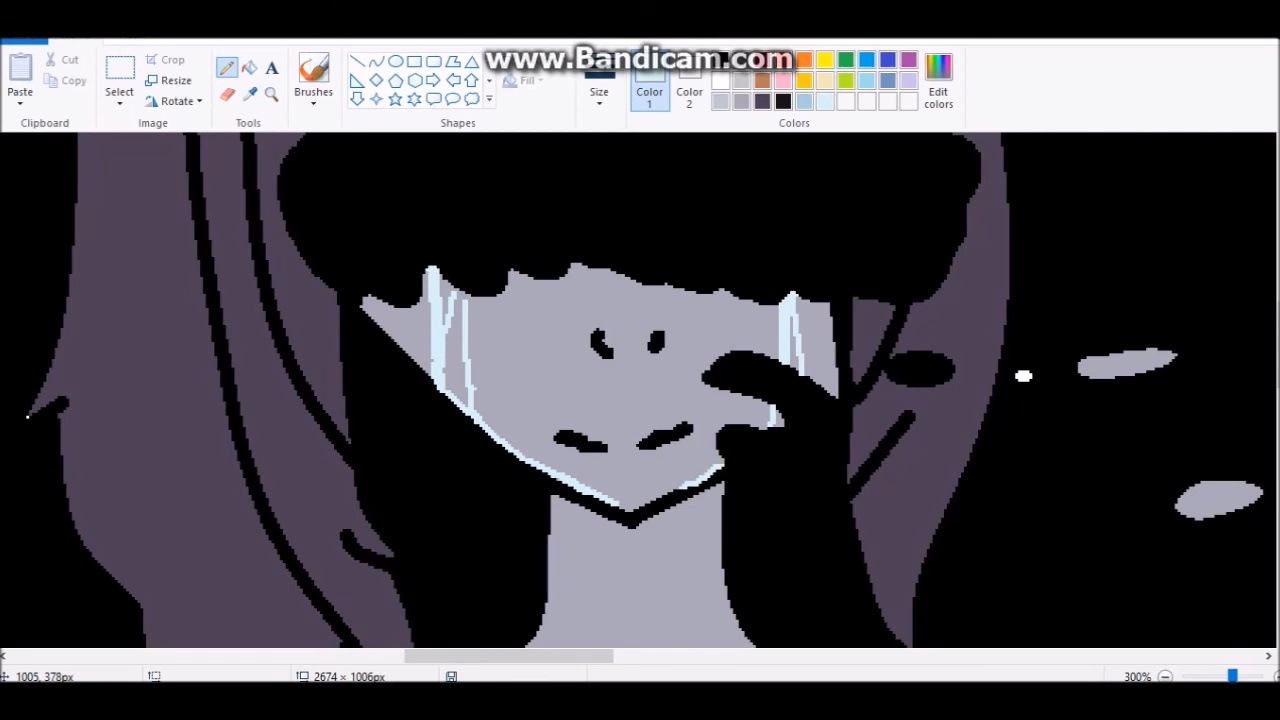 www.Bandicam.com
Cut
Copy
Paste
Clipboard
Crop
Resize
Rotate
Select
Image
A
Tools
Brushes
Fill
Shapes
Size
Color
1
Color
2
Edit
colors
Colors
1005, 378px
2674 × 1006px
300%